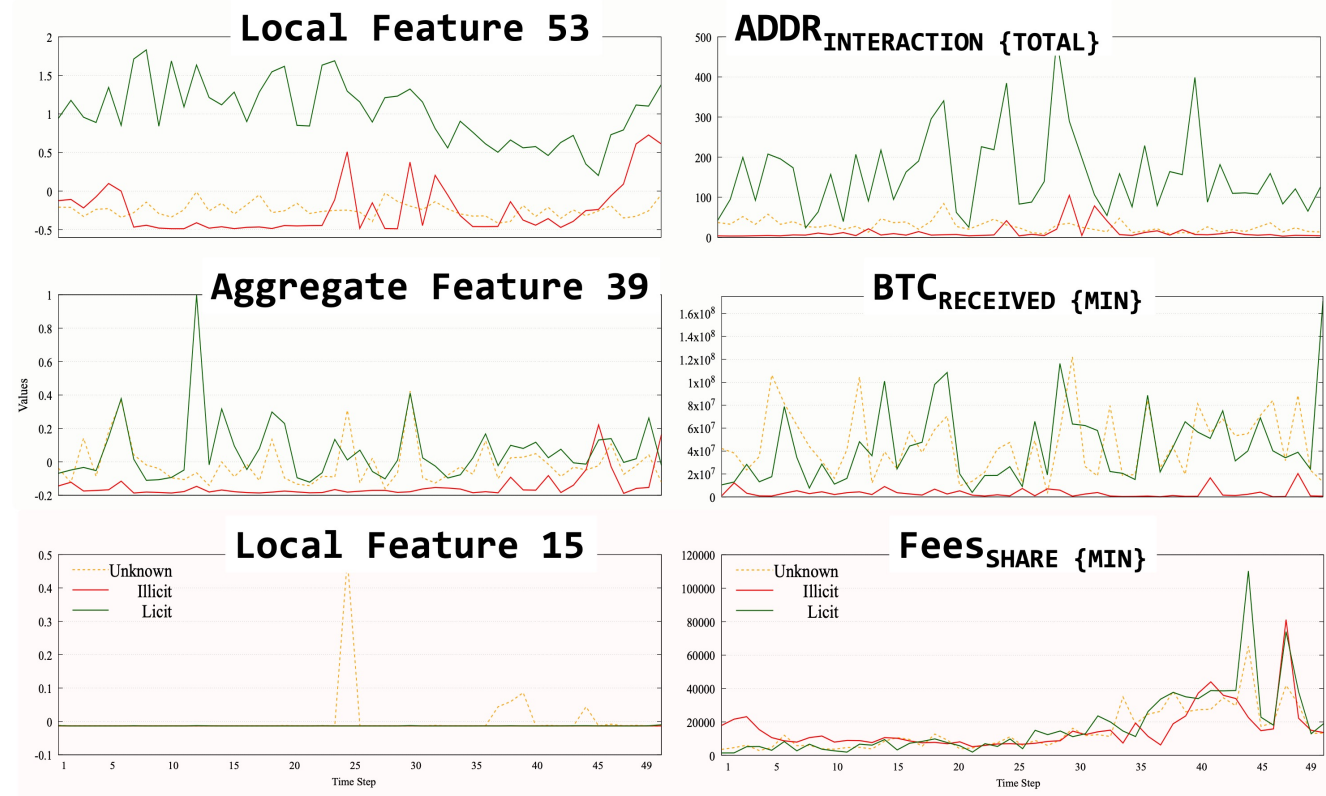 Local Feature 53
2
1.5
1
0.5
0
-0.5
ADDR INTERACTION {TOTAL}
500
400
300
200
100
0
Aggregate Feature 39
Values
1
0.8
0.6
0.4
0.2
0
-0.2
BTC RECEIVED {MIN}
1.6x10⁸
1.4x10⁸
1.2x10⁸
1x10⁸
8x10⁷
6x10⁷
4x10⁷
2x10⁷
0
Local Feature 15
Unknown
Illicit
Licit
0.5
0.4
0.3
0.2
0.1
0
-0.1
1 5 10 15 20 25 30 35 40 45 49
Time Step
Fees SHARE {MIN}
Unknown
Illicit
Licit
120000
100000
80000
60000
40000
20000
0
1 5 10 15 20 25 30 35 40 45 49
Time Step